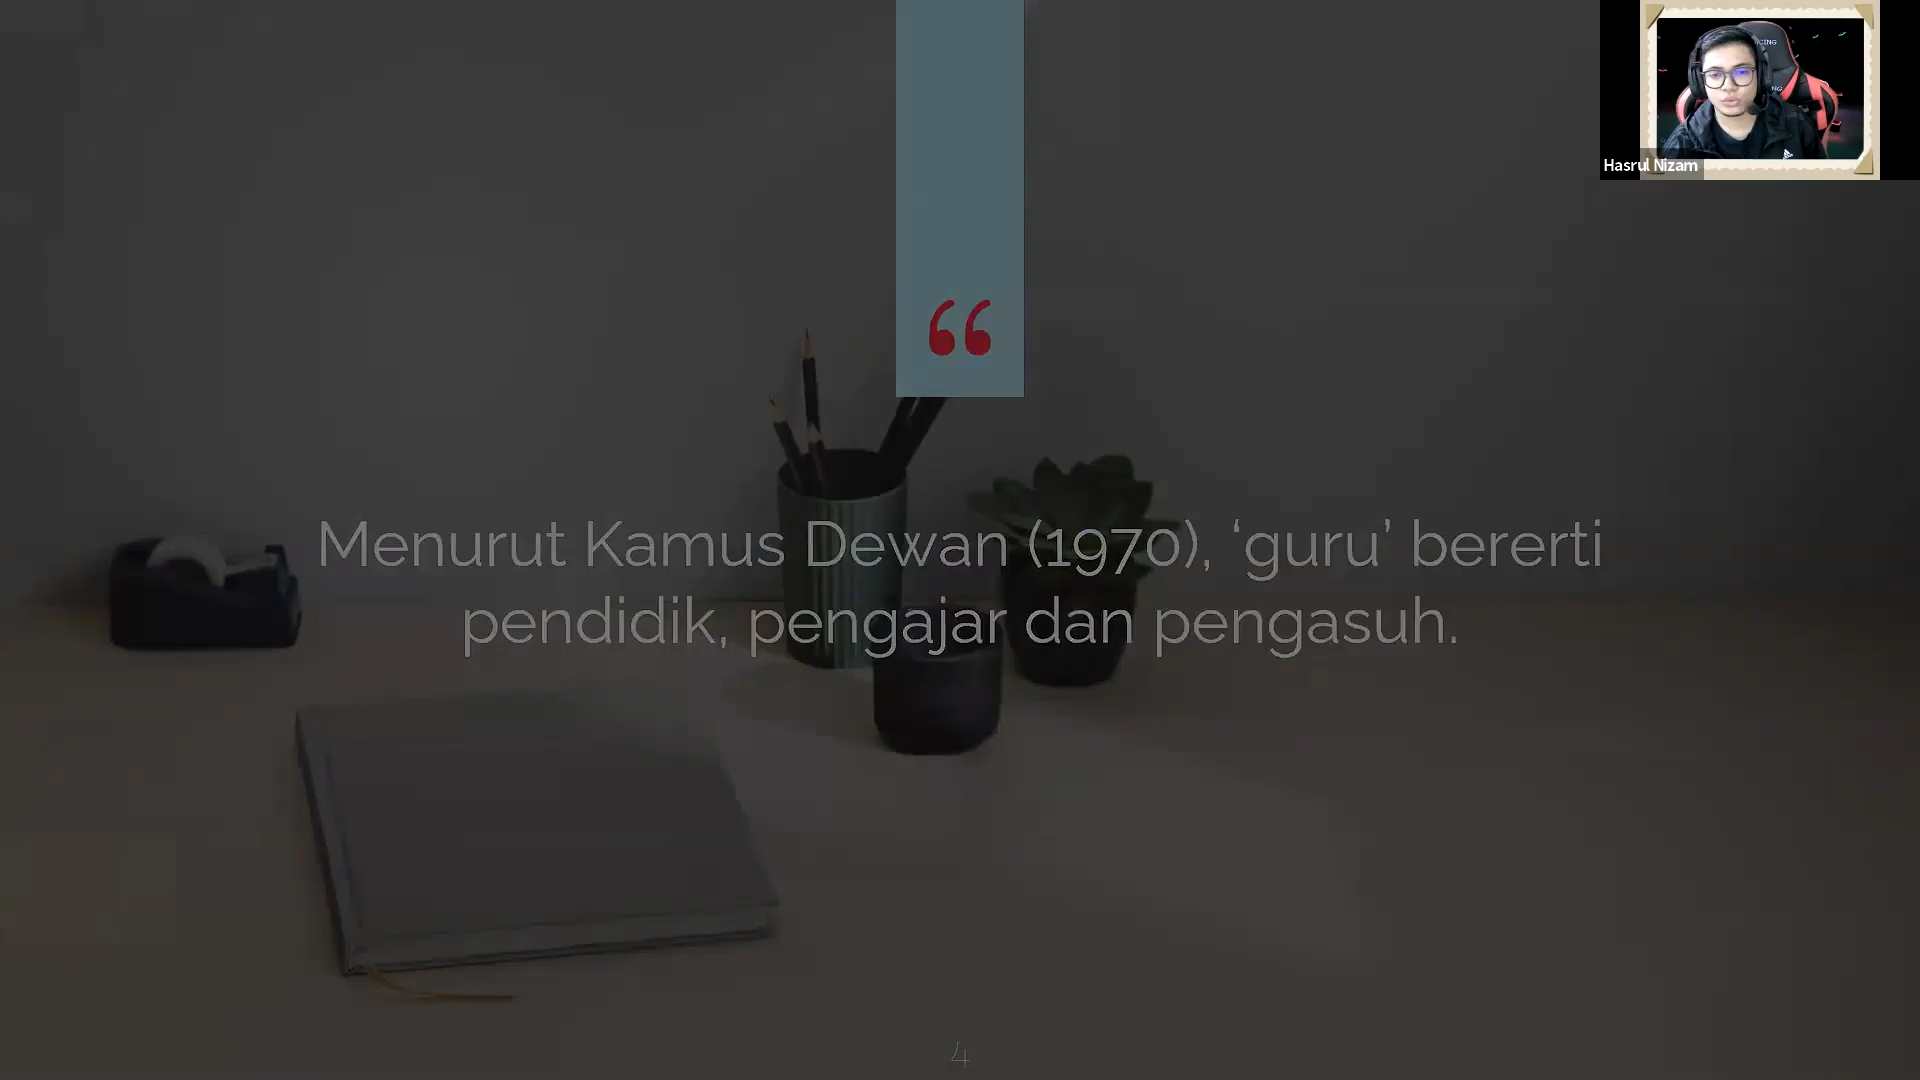 “
Menurut Kamus Dewan (1970), ‘guru’ bererti
pendidik, pengajar dan pengasuh.
Hasrul Nizam
4